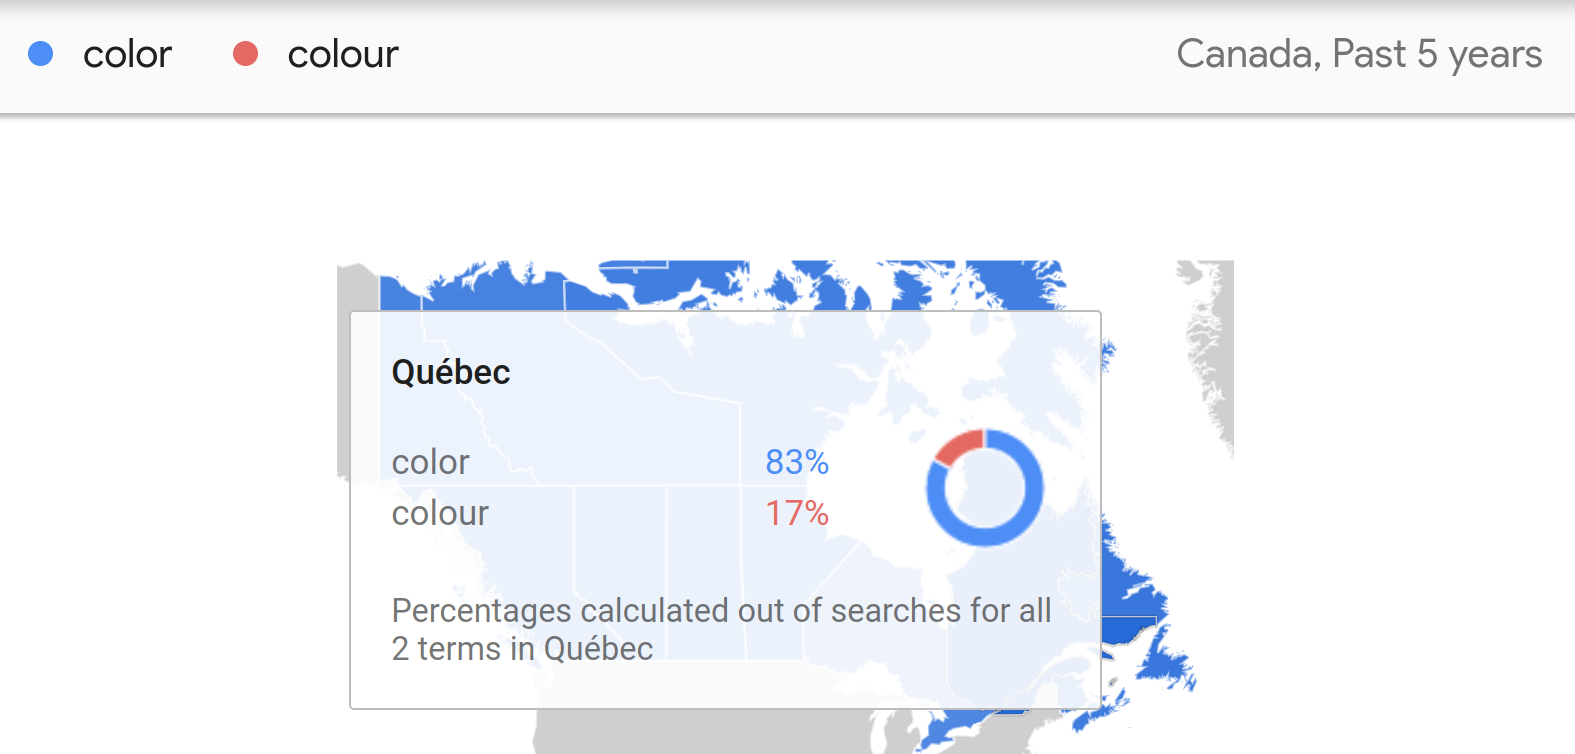 color colour Canada, Past 5 years
Québec
color 83%
colour 17%
Percentages calculated out of searches for all
2 terms in Québec